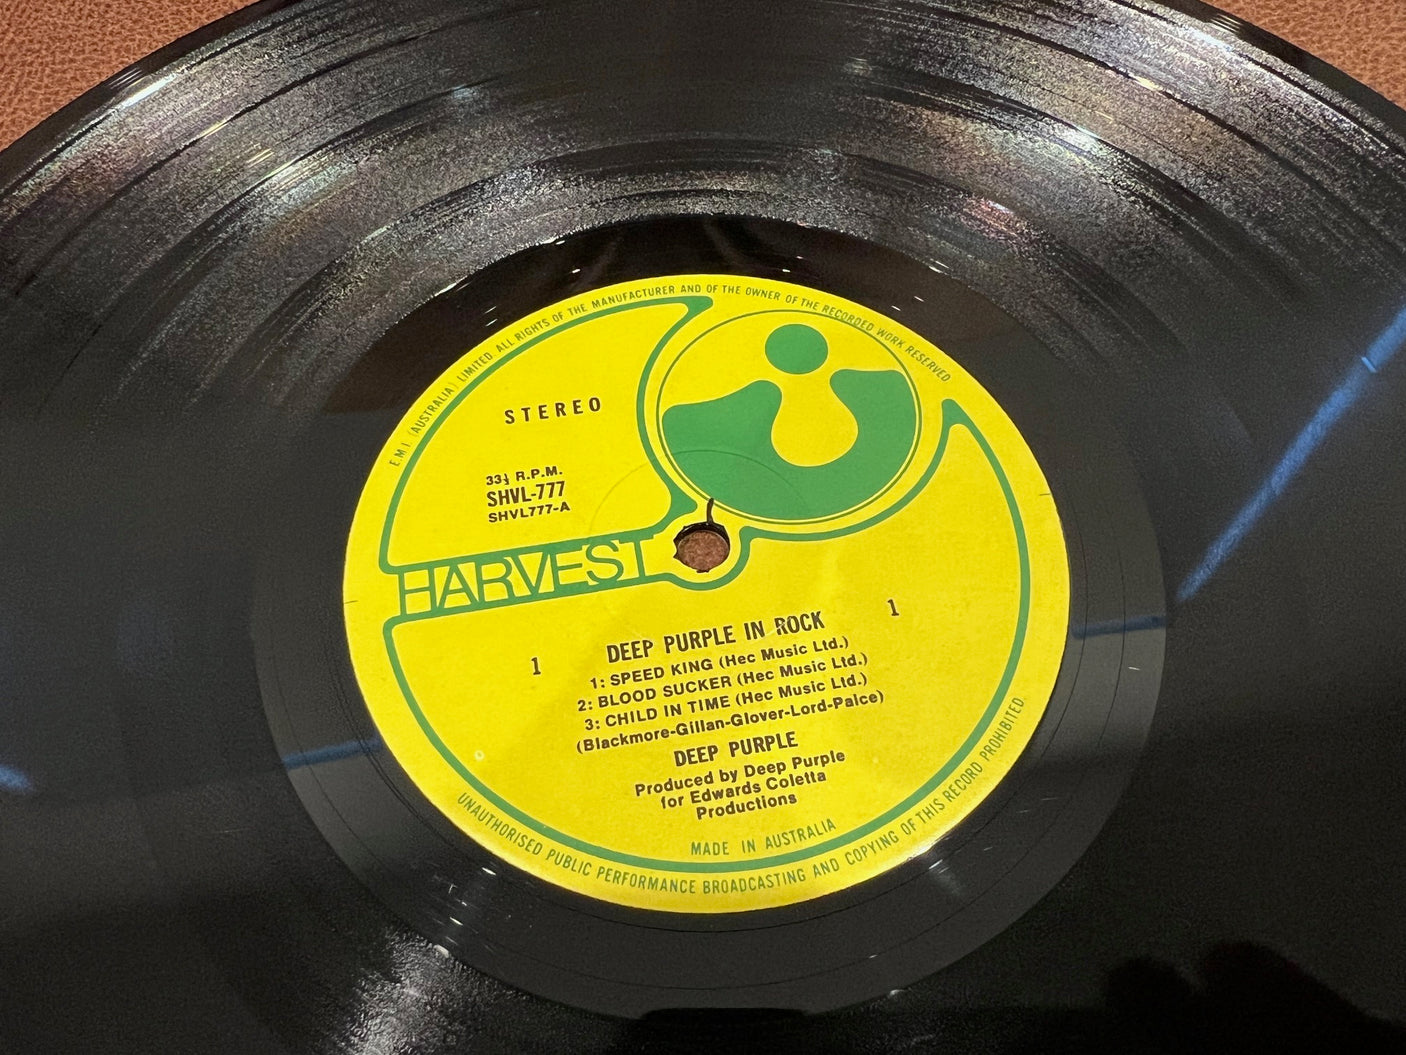 E.M.I. (AUSTRALIA) LIMITED. ALL RIGHTS OF THE MANUFACTURER AND OF THE OWNER OF THE RECORDED WORK RESERVED
STEREO
33⅓ R.P.M.
SHVL-777
SHVL777-A
HARVEST
1 DEEP PURPLE IN ROCK 1
1: SPEED KING (Hec Music Ltd.)
2: BLOOD SUCKER (Hec Music Ltd.)
3: CHILD IN TIME (Hec Music Ltd.)
(Blackmore-Gillan-Glover-Lord-Palce)
DEEP PURPLE
Produced by Deep Purple
for Edwards Coletta
Productions
MADE IN AUSTRALIA
UNAUTHORISED PUBLIC PERFORMANCE BROADCASTING AND COPYING OF THIS RECORD PROHIBITED.